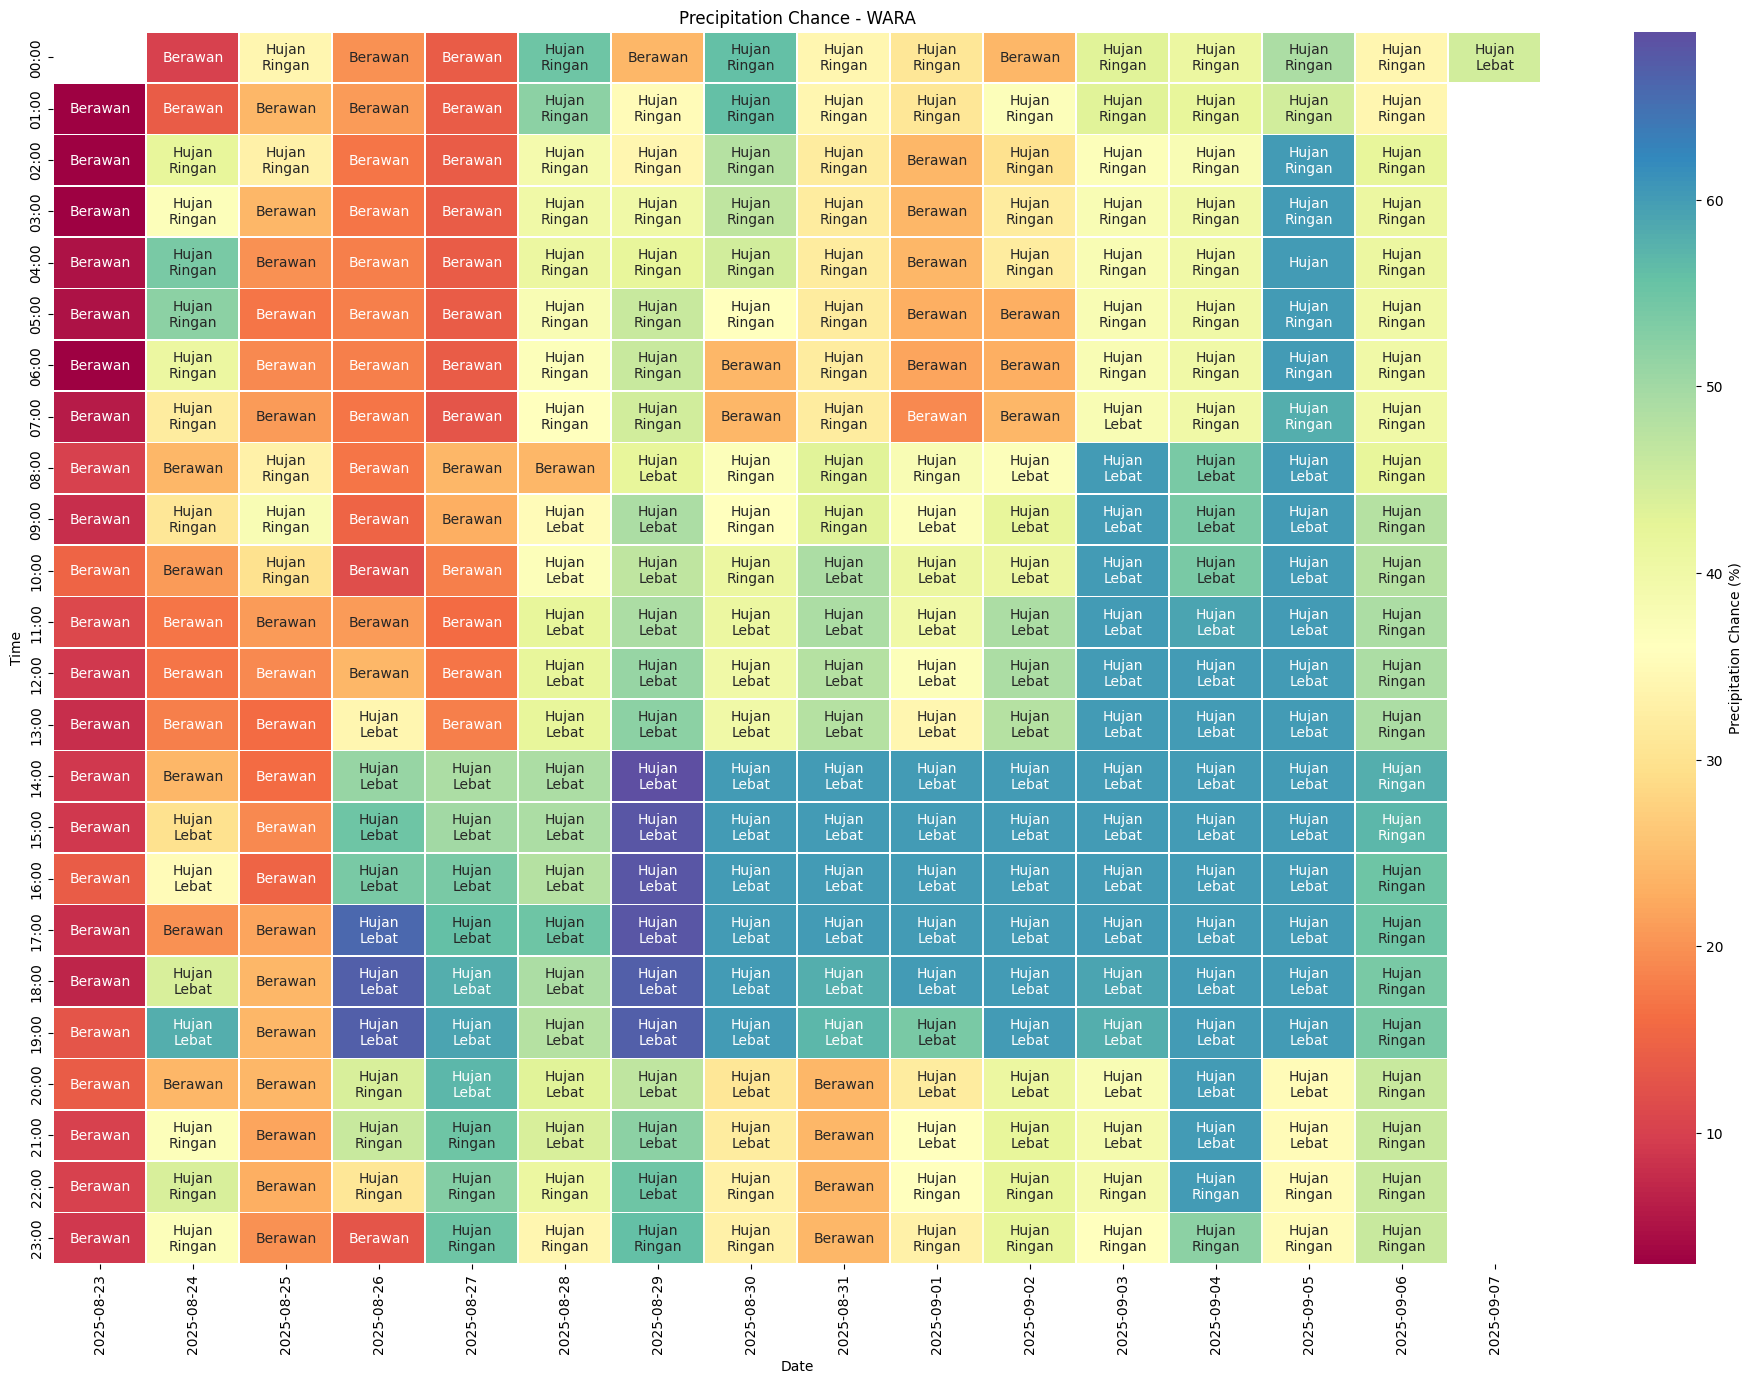 Precipitation Chance - WARA
00:00 Berawan Hujan Ringan Berawan Berawan Hujan Ringan Berawan Hujan Ringan Hujan Ringan Hujan Ringan Berawan Hujan Ringan Hujan Ringan Hujan Ringan Hujan Ringan Hujan Lebat
01:00 Berawan Berawan Berawan Berawan Berawan Hujan Ringan Hujan Ringan Hujan Ringan Hujan Ringan Hujan Ringan Hujan Ringan Hujan Ringan Hujan Ringan Hujan Ringan Hujan Ringan
02:00 Berawan Hujan Ringan Hujan Ringan Berawan Berawan Hujan Ringan Hujan Ringan Hujan Ringan Hujan Ringan Berawan Hujan Ringan Hujan Ringan Hujan Ringan Hujan Ringan Hujan Ringan
03:00 Berawan Hujan Ringan Berawan Berawan Berawan Hujan Ringan Hujan Ringan Hujan Ringan Hujan Ringan Berawan Hujan Ringan Hujan Ringan Hujan Ringan Hujan Ringan Hujan Ringan
04:00 Berawan Hujan Ringan Berawan Berawan Berawan Hujan Ringan Hujan Ringan Hujan Ringan Hujan Ringan Berawan Hujan Ringan Hujan Ringan Hujan Ringan Hujan Hujan Ringan
05:00 Berawan Hujan Ringan Berawan Berawan Berawan Hujan Ringan Hujan Ringan Hujan Ringan Hujan Ringan Berawan Berawan Hujan Ringan Hujan Ringan Hujan Ringan Hujan Ringan
06:00 Berawan Hujan Ringan Berawan Berawan Berawan Hujan Ringan Hujan Ringan Berawan Hujan Ringan Berawan Berawan Hujan Ringan Hujan Ringan Hujan Ringan Hujan Ringan
07:00 Berawan Hujan Ringan Berawan Berawan Berawan Hujan Ringan Hujan Ringan Berawan Hujan Ringan Berawan Berawan Hujan Lebat Hujan Ringan Hujan Ringan Hujan Ringan
08:00 Berawan Berawan Hujan Ringan Berawan Berawan Berawan Hujan Lebat Hujan Ringan Hujan Ringan Hujan Ringan Hujan Lebat Hujan Lebat Hujan Lebat Hujan Lebat Hujan Ringan
09:00 Berawan Hujan Ringan Hujan Ringan Berawan Berawan Hujan Lebat Hujan Lebat Hujan Ringan Hujan Ringan Hujan Lebat Hujan Lebat Hujan Lebat Hujan Lebat Hujan Lebat Hujan Ringan
10:00 Berawan Berawan Hujan Ringan Berawan Berawan Hujan Lebat Hujan Lebat Hujan Ringan Hujan Lebat Hujan Lebat Hujan Lebat Hujan Lebat Hujan Lebat Hujan Lebat Hujan Ringan
11:00 Berawan Berawan Berawan Berawan Berawan Hujan Lebat Hujan Lebat Hujan Lebat Hujan Lebat Hujan Lebat Hujan Lebat Hujan Lebat Hujan Lebat Hujan Lebat Hujan Ringan
12:00 Berawan Berawan Berawan Berawan Berawan Hujan Lebat Hujan Lebat Hujan Lebat Hujan Lebat Hujan Lebat Hujan Lebat Hujan Lebat Hujan Lebat Hujan Lebat Hujan Ringan
13:00 Berawan Berawan Berawan Hujan Lebat Berawan Hujan Lebat Hujan Lebat Hujan Lebat Hujan Lebat Hujan Lebat Hujan Lebat Hujan Lebat Hujan Lebat Hujan Lebat Hujan Ringan
14:00 Berawan Berawan Berawan Hujan Lebat Hujan Lebat Hujan Lebat Hujan Lebat Hujan Lebat Hujan Lebat Hujan Lebat Hujan Lebat Hujan Lebat Hujan Lebat Hujan Lebat Hujan Ringan
15:00 Berawan Hujan Lebat Berawan Hujan Lebat Hujan Lebat Hujan Lebat Hujan Lebat Hujan Lebat Hujan Lebat Hujan Lebat Hujan Lebat Hujan Lebat Hujan Lebat Hujan Lebat Hujan Ringan
16:00 Berawan Hujan Lebat Berawan Hujan Lebat Hujan Lebat Hujan Lebat Hujan Lebat Hujan Lebat Hujan Lebat Hujan Lebat Hujan Lebat Hujan Lebat Hujan Lebat Hujan Lebat Hujan Ringan
17:00 Berawan Berawan Berawan Hujan Lebat Hujan Lebat Hujan Lebat Hujan Lebat Hujan Lebat Hujan Lebat Hujan Lebat Hujan Lebat Hujan Lebat Hujan Lebat Hujan Lebat Hujan Ringan
18:00 Berawan Hujan Lebat Berawan Hujan Lebat Hujan Lebat Hujan Lebat Hujan Lebat Hujan Lebat Hujan Lebat Hujan Lebat Hujan Lebat Hujan Lebat Hujan Lebat Hujan Lebat Hujan Ringan
19:00 Berawan Hujan Lebat Berawan Hujan Lebat Hujan Lebat Hujan Lebat Hujan Lebat Hujan Lebat Hujan Lebat Hujan Lebat Hujan Lebat Hujan Lebat Hujan Lebat Hujan Lebat Hujan Ringan
20:00 Berawan Berawan Berawan Hujan Ringan Hujan Lebat Hujan Lebat Hujan Lebat Hujan Lebat Berawan Hujan Lebat Hujan Lebat Hujan Lebat Hujan Lebat Hujan Lebat Hujan Ringan
21:00 Berawan Hujan Ringan Berawan Hujan Ringan Hujan Ringan Hujan Lebat Hujan Lebat Hujan Lebat Berawan Hujan Lebat Hujan Lebat Hujan Lebat Hujan Lebat Hujan Lebat Hujan Ringan
22:00 Berawan Hujan Ringan Berawan Hujan Ringan Hujan Ringan Hujan Ringan Hujan Lebat Hujan Ringan Berawan Hujan Ringan Hujan Ringan Hujan Ringan Hujan Ringan Hujan Ringan Hujan Ringan
23:00 Berawan Hujan Ringan Berawan Berawan Hujan Ringan Hujan Ringan Hujan Ringan Hujan Ringan Berawan Hujan Ringan Hujan Ringan Hujan Ringan Hujan Ringan Hujan Ringan Hujan Ringan
Time
2025-08-23 2025-08-24 2025-08-25 2025-08-26 2025-08-27 2025-08-28 2025-08-29 2025-08-30 2025-08-31 2025-09-01 2025-09-02 2025-09-03 2025-09-04 2025-09-05 2025-09-06 2025-09-07
Date
60
50
40
30
20
10
Precipitation Chance (%)